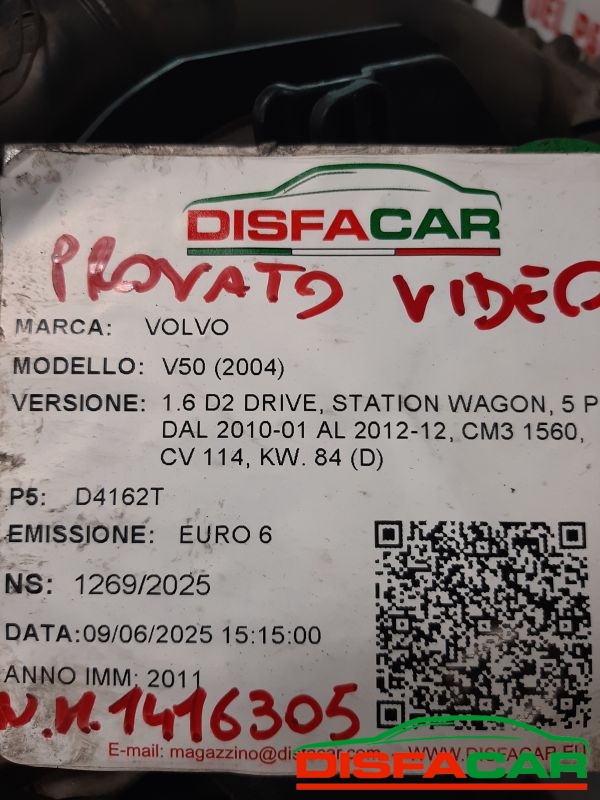 DEL PA
DISFACAR
PROVATO VIDEO
MARCA: VOLVO
MODELLO: V50 (2004)
VERSIONE: 1.6 D2 DRIVE, STATION WAGON, 5 P
DAL 2010-01 AL 2012-12, CM3 1560,
CV 114, KW. 84 (D)
P5: D4162T
EMISSIONE: EURO 6
NS: 1269/2025
DATA:09/06/2025 15:15:00
ANNO IMM: 2011
N.M.1416305
E-mail: magazzino@disfacar.com WWW.DISFACAR.EU
DISFACAR